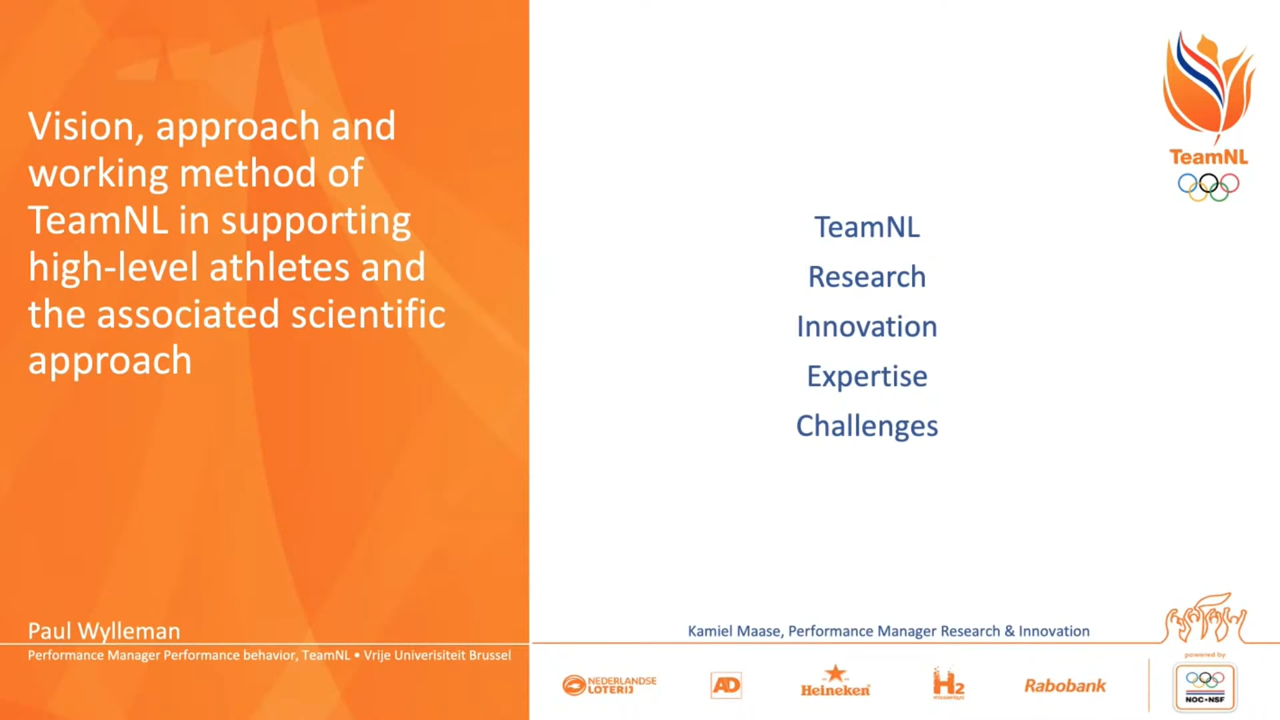 Vision, approach and
working method of
TeamNL in supporting
high-level athletes and
the associated scientific
approach
Paul Wylleman
Performance Manager Performance behavior, TeamNL • Vrije Univerisiteit Brussel
TeamNL
TeamNL
Research
Innovation
Expertise
Challenges
Kamiel Maase, Performance Manager Research & Innovation
powered by
NEDERLANDSE
LOTERIJ
AD
Heineken
H2
Rabobank
NOC*NSF